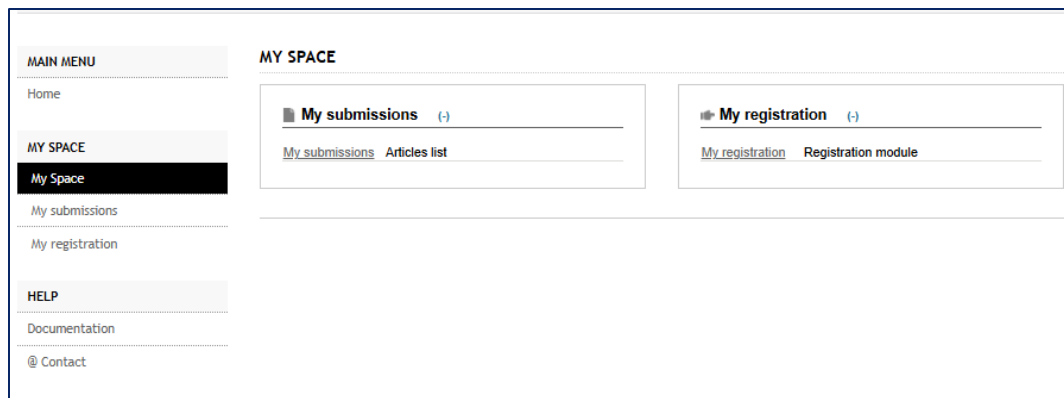 MAIN MENU
Home
MY SPACE
My Space
My submissions
My registration
HELP
Documentation
@ Contact
MY SPACE
My submissions (-)
My submissions Articles list
My registration (-)
My registration Registration module